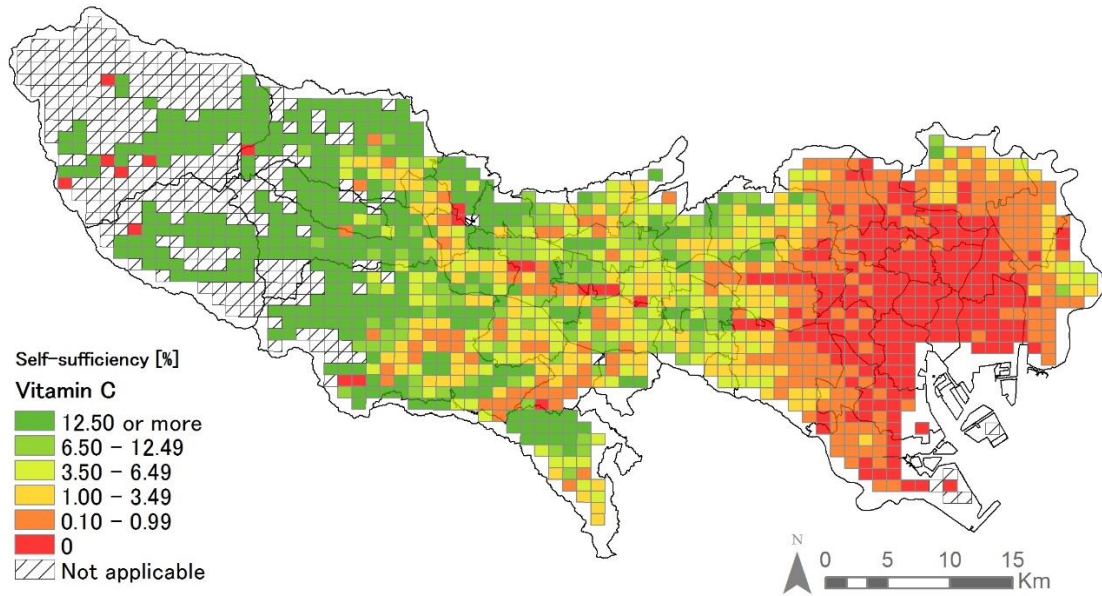 Self-sufficiency [%]
Vitamin C
12.50 or more
6.50 - 12.49
3.50 - 6.49
1.00 - 3.49
0.10 - 0.99
0
Not applicable
N
0 5 10 15
Km